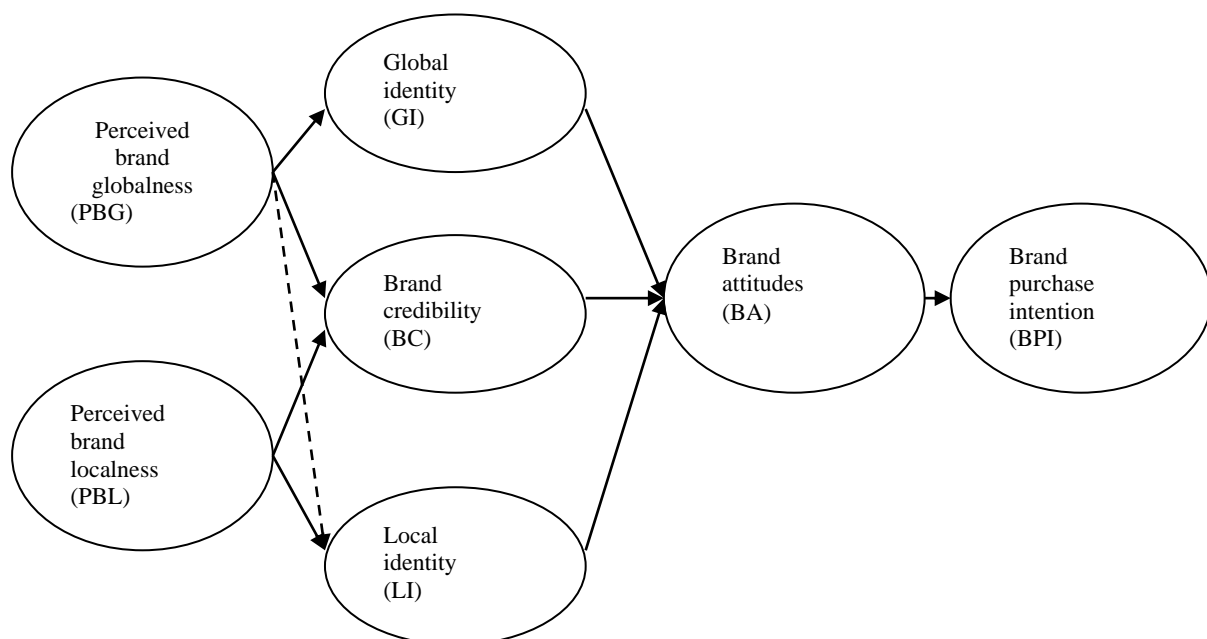 Perceived
brand
globalness
(PBG)
Perceived
brand
localness
(PBL)
Global
identity
(GI)
Brand
credibility
(BC)
Local
identity
(LI)
Brand
attitudes
(BA)
Brand
purchase
intention
(BPI)